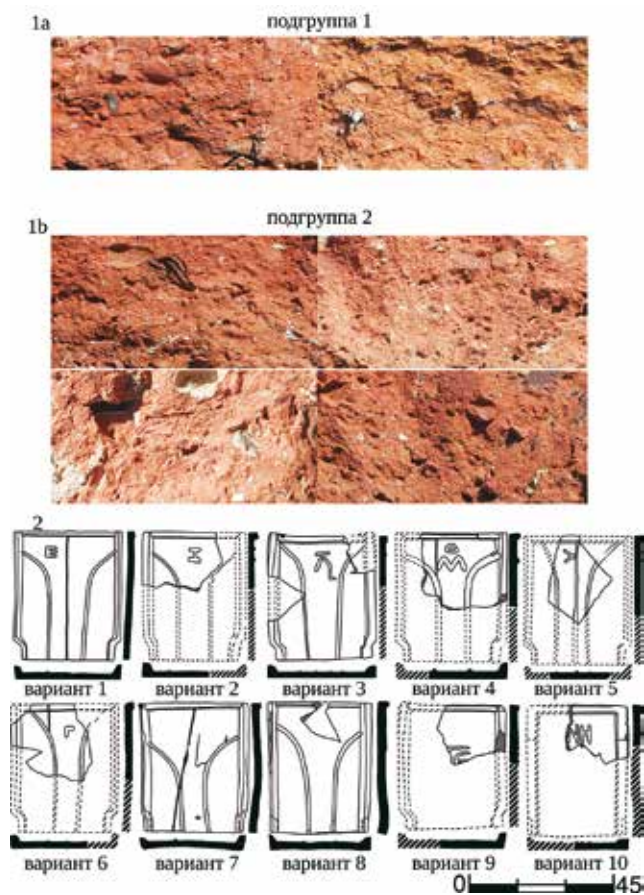 1a
подгруппа 1
1b
подгруппа 2
2
вариант 1 вариант 2 вариант 3 вариант 4 вариант 5
вариант 6 вариант 7 вариант 8 вариант 9 вариант 10
0 45